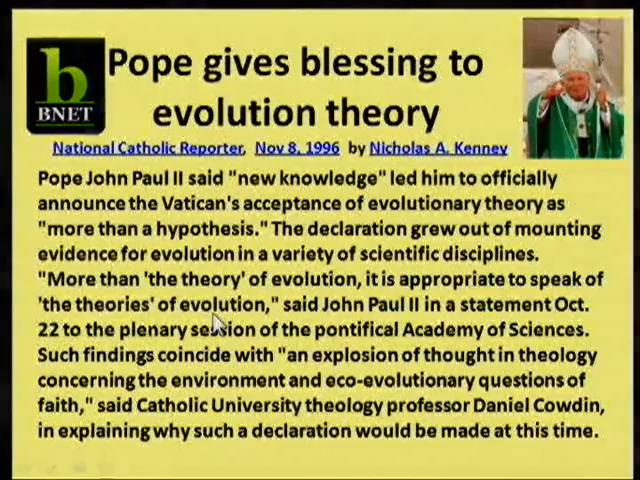 b
BNET
Pope gives blessing to
evolution theory
National Catholic Reporter, Nov 8, 1996 by Nicholas A. Kenney
Pope John Paul II said "new knowledge" led him to officially
announce the Vatican's acceptance of evolutionary theory as
"more than a hypothesis." The declaration grew out of mounting
evidence for evolution in a variety of scientific disciplines.
"More than 'the theory' of evolution, it is appropriate to speak of
'the theories' of evolution," said John Paul II in a statement Oct.
22 to the plenary session of the pontifical Academy of Sciences.
Such findings coincide with "an explosion of thought in theology
concerning the environment and eco-evolutionary questions of
faith," said Catholic University theology professor Daniel Cowdin,
in explaining why such a declaration would be made at this time.